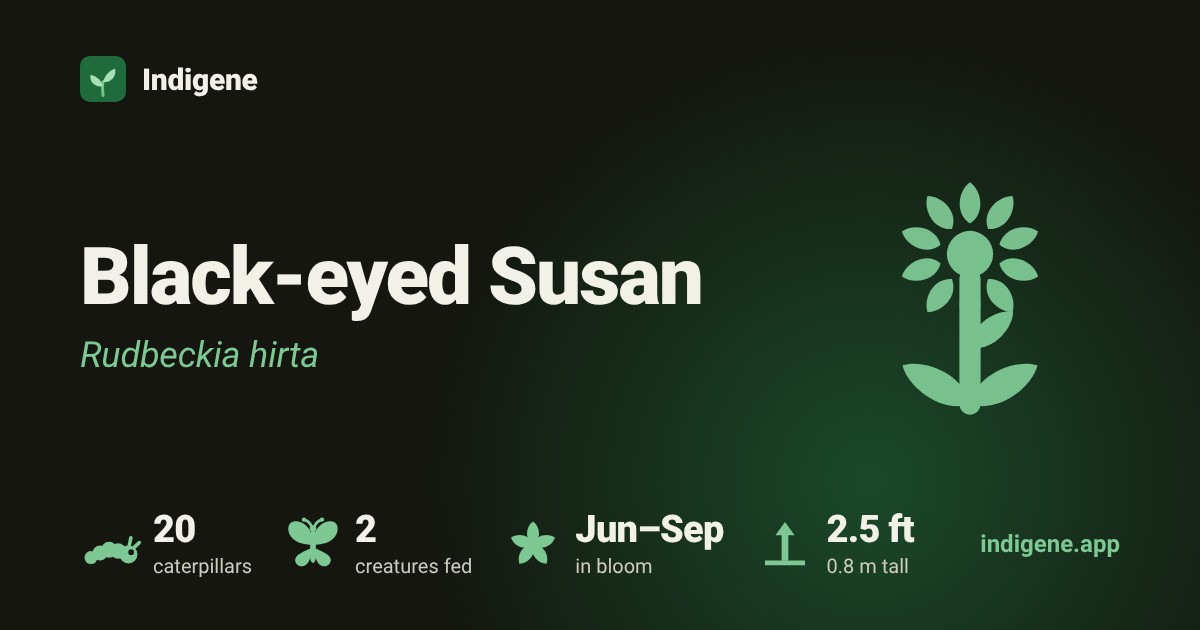 Indigene
Black-eyed Susan
Rudbeckia hirta
20
caterpillars
2
creatures fed
Jun–Sep
in bloom
2.5 ft
0.8 m tall
indigene.app